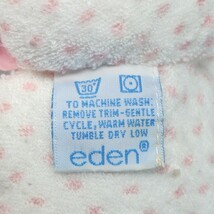 30°
TO MACHINE WASH:
REMOVE TRIM-GENTLE
CYCLE, WARM WATER
TUMBLE DRY LOW
eden